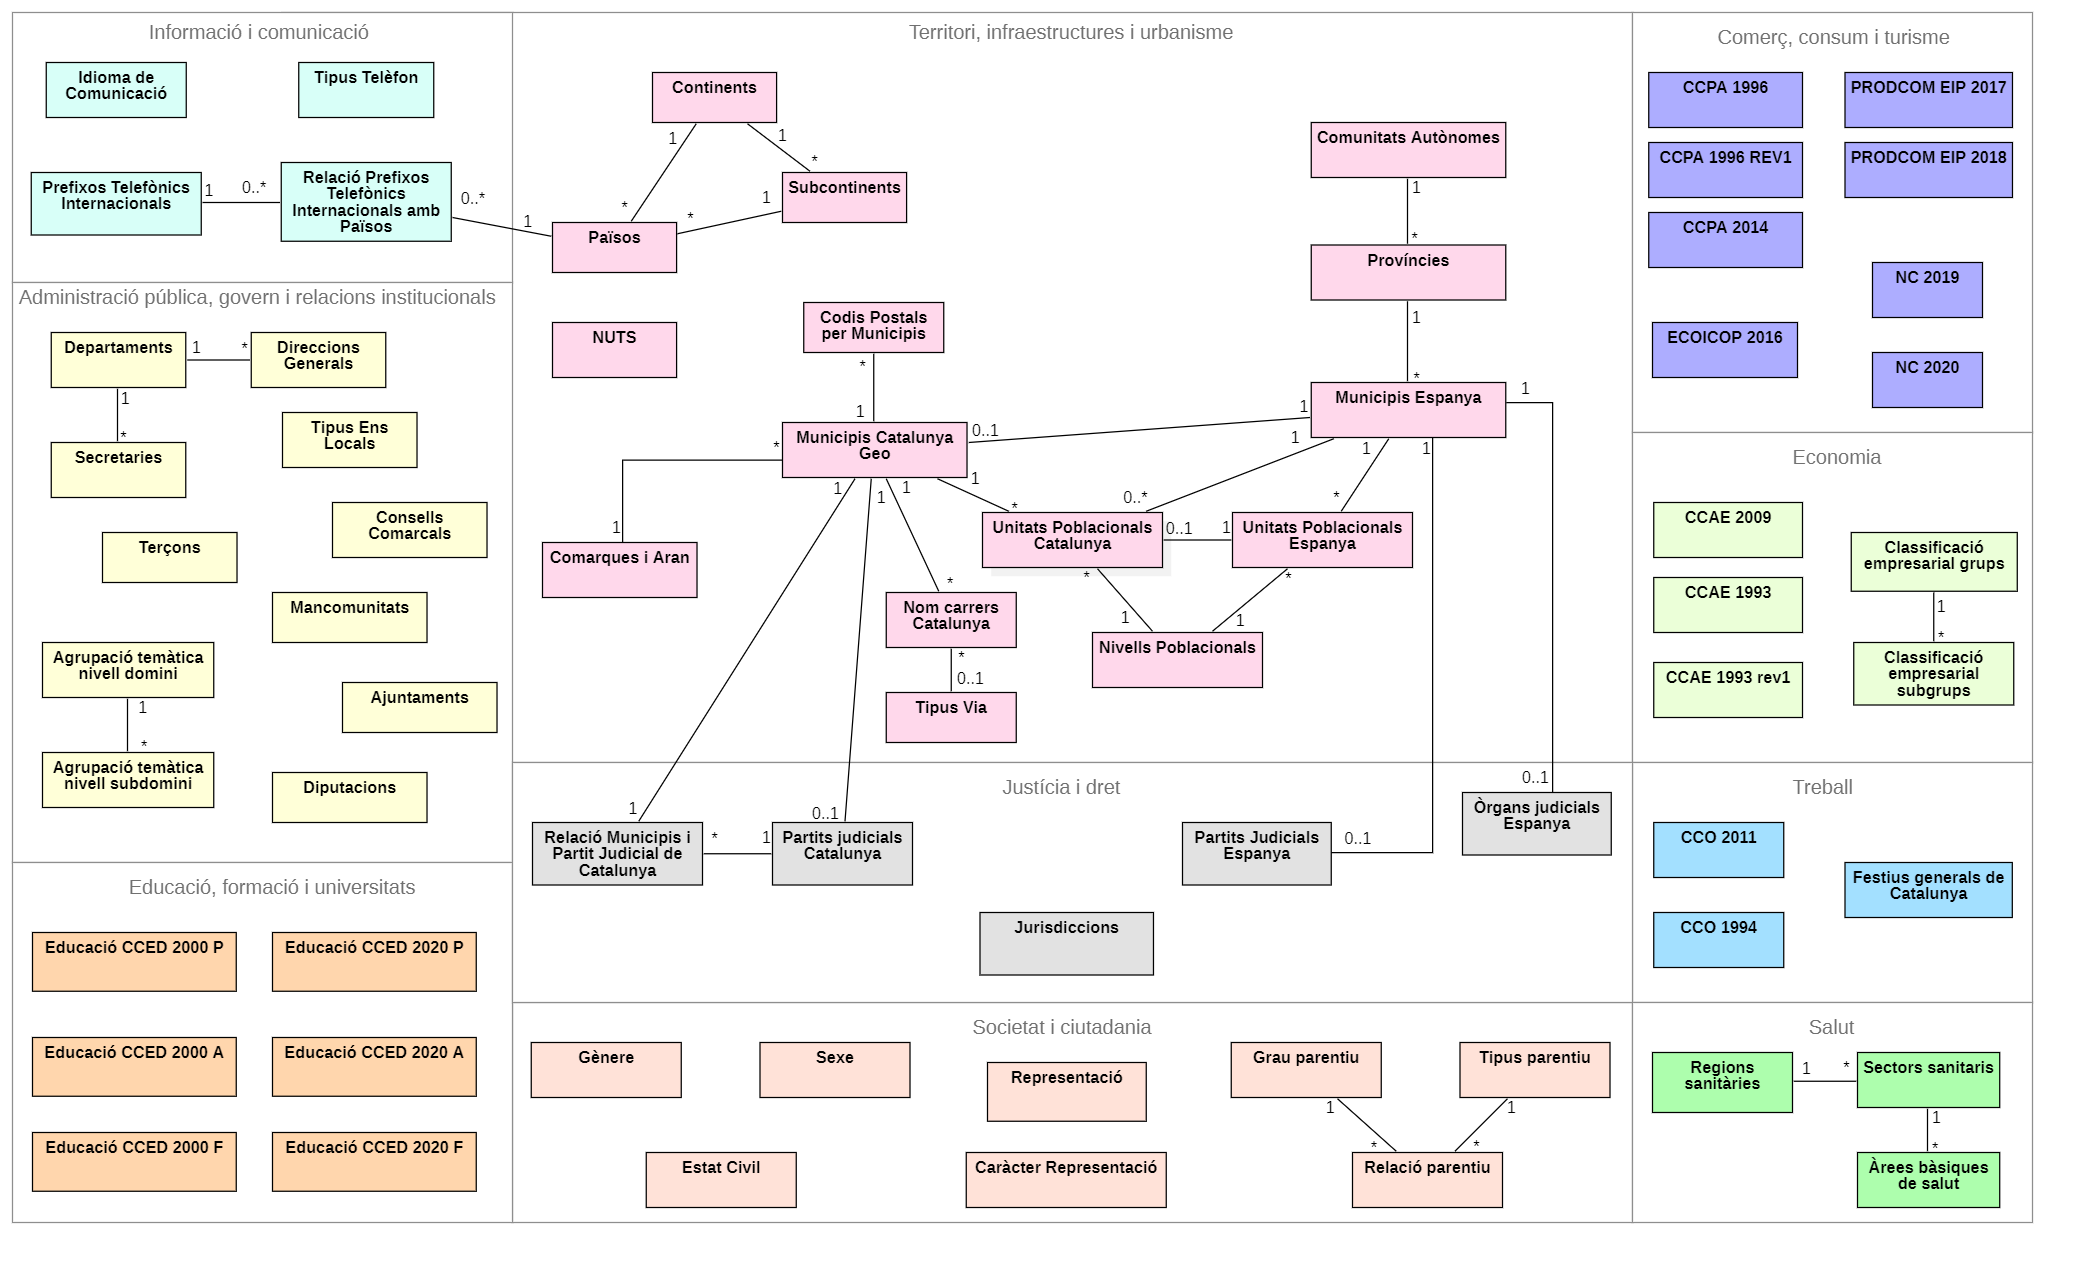 Informació i comunicació
Idioma de
Comunicació
Tipus Telèfon
Prefixos Telefònics
Internacionals
1
0..*
Relació Prefixos
Telefònics
Internacionals amb
Països
0..*
1
Administració pública, govern i relacions institucionals
Departaments
1
*
Direccions
Generals
1
*
Secretaries
Tipus Ens
Locals
Consells
Comarcals
Terçons
Mancomunitats
Agrupació temàtica
nivell domini
1
*
Agrupació temàtica
nivell subdomini
Ajuntaments
Diputacions
Educació, formació i universitats
Educació CCED 2000 P
Educació CCED 2020 P
Educació CCED 2000 A
Educació CCED 2020 A
Educació CCED 2000 F
Educació CCED 2020 F
Territori, infraestructures i urbanisme
Continents
1
1
*
Subcontinents
1
*
*
Països
Comunitats Autònomes
1
*
Províncies
1
*
NUTS
Codis Postals
per Municipis
*
1
Municipis Espanya
1
1
0..1
Municipis Catalunya
Geo
*
1
1
1
1
1
1
1
1
*
0..*
*
Comarques i Aran
Unitats Poblacionals
Catalunya
0..1
1
Unitats Poblacionals
Espanya
*
*
*
Nom carrers
Catalunya
1
1
Nivells Poblacionals
*
0..1
Tipus Via
Justícia i dret
1
0..1
0..1
Relació Municipis i
Partit Judicial de
Catalunya
*
1
Partits judicials
Catalunya
Partits Judicials
Espanya
0..1
Òrgans judicials
Espanya
Jurisdiccions
Societat i ciutadania
Gènere
Sexe
Representació
Grau parentiu
Tipus parentiu
1
1
*
*
Estat Civil
Caràcter Representació
Relació parentiu
Comerç, consum i turisme
CCPA 1996
PRODCOM EIP 2017
CCPA 1996 REV1
PRODCOM EIP 2018
CCPA 2014
NC 2019
ECOICOP 2016
NC 2020
Economia
CCAE 2009
Classificació
empresarial grups
CCAE 1993
1
*
Classificació
empresarial
subgrups
CCAE 1993 rev1
Treball
CCO 2011
Festius generals de
Catalunya
CCO 1994
Salut
Regions
sanitàries
1
*
Sectors sanitaris
1
*
Àrees bàsiques
de salut